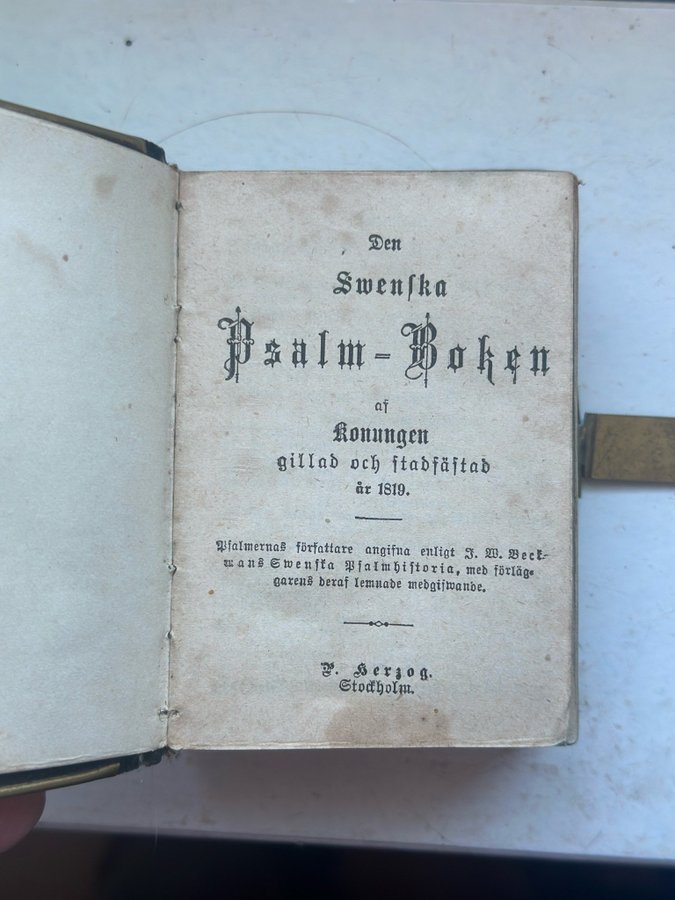 Den
Swenska
Psalm-Boken
af
Konungen
gillad och stadfästad
år 1819.
Psalmernas författare angifna enligt J. W. Beck-
mans Swenska Psalmhistoria, med förläg-
garens deraf lemnade medgifwande.
P. Herzog.
Stockholm.